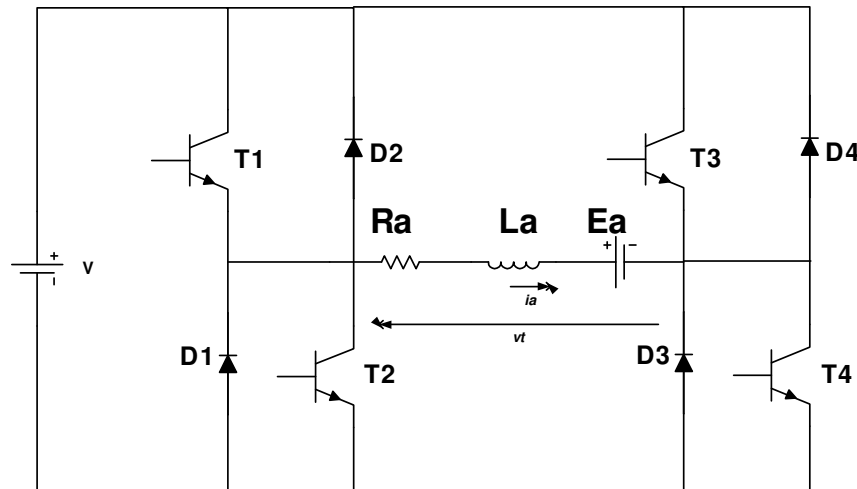 T1
D2
T3
D4
Ra
La
Ea
+
-
+
-
V
ia
vt
D1
T2
D3
T4